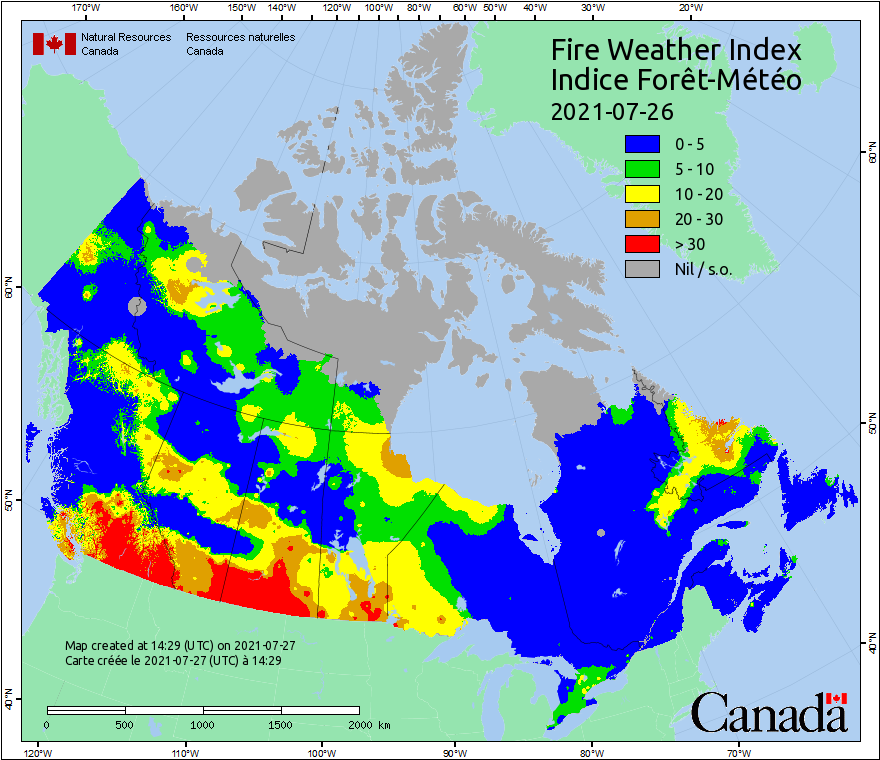 170°W 160°W 150°W 140°W 130°W 120°W 110°W 100°W 80°W 60°W 50°W 40°W 30°W 20°W
Natural Resources Canada
Ressources naturelles Canada
Fire Weather Index
Indice Forêt-Météo
2021-07-26
0 - 5
5 - 10
10 - 20
20 - 30
> 30
Nil / s.o.
60°N
60°N
50°N
50°N
40°N
40°N
Map created at 14:29 (UTC) on 2021-07-27
Carte créée le 2021-07-27 (UTC) à 14:29
0 500 1000 1500 2000 km
Canada
120°W 110°W 100°W 90°W 80°W 70°W